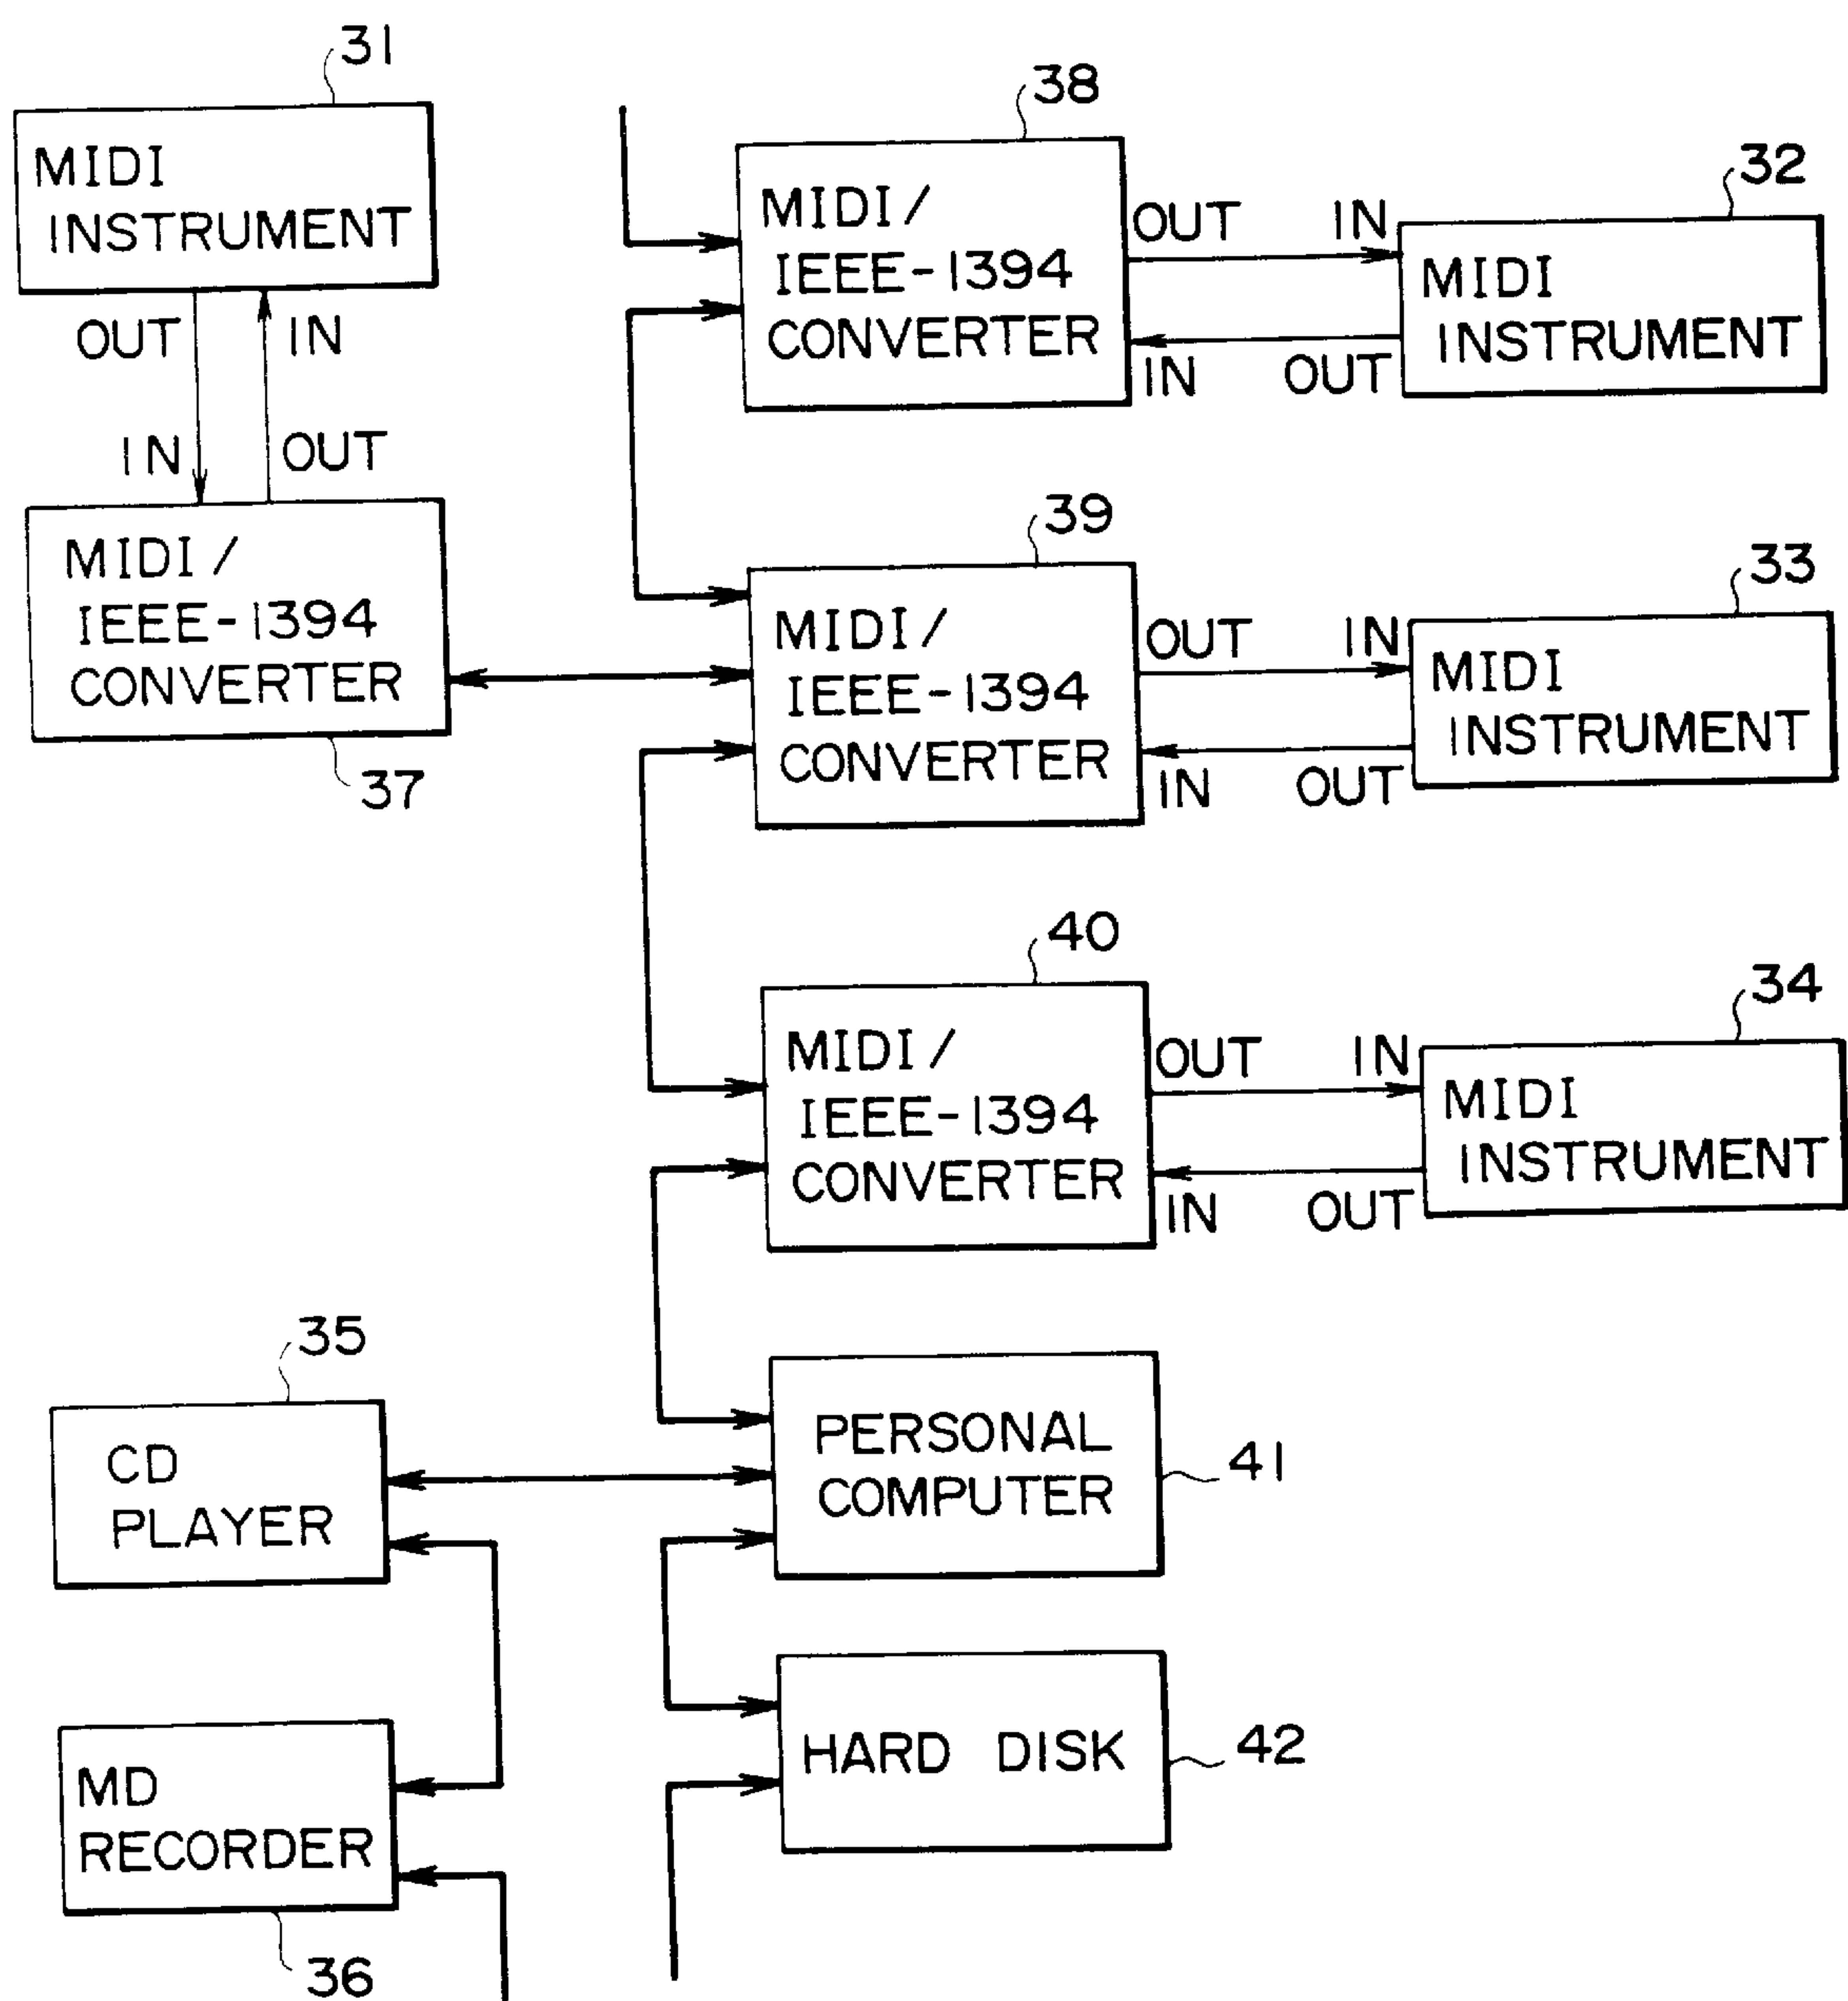 31
MIDI
INSTRUMENT
OUT IN
IN OUT
MIDI/
IEEE-1394
CONVERTER
37
38
MIDI/
IEEE-1394
CONVERTER
OUT IN
IN OUT
32
MIDI
INSTRUMENT
39
MIDI/
IEEE-1394
CONVERTER
OUT IN
IN OUT
33
MIDI
INSTRUMENT
40
MIDI/
IEEE-1394
CONVERTER
OUT IN
IN OUT
34
MIDI
INSTRUMENT
35
CD
PLAYER
PERSONAL
COMPUTER
41
MD
RECORDER
36
HARD DISK
42